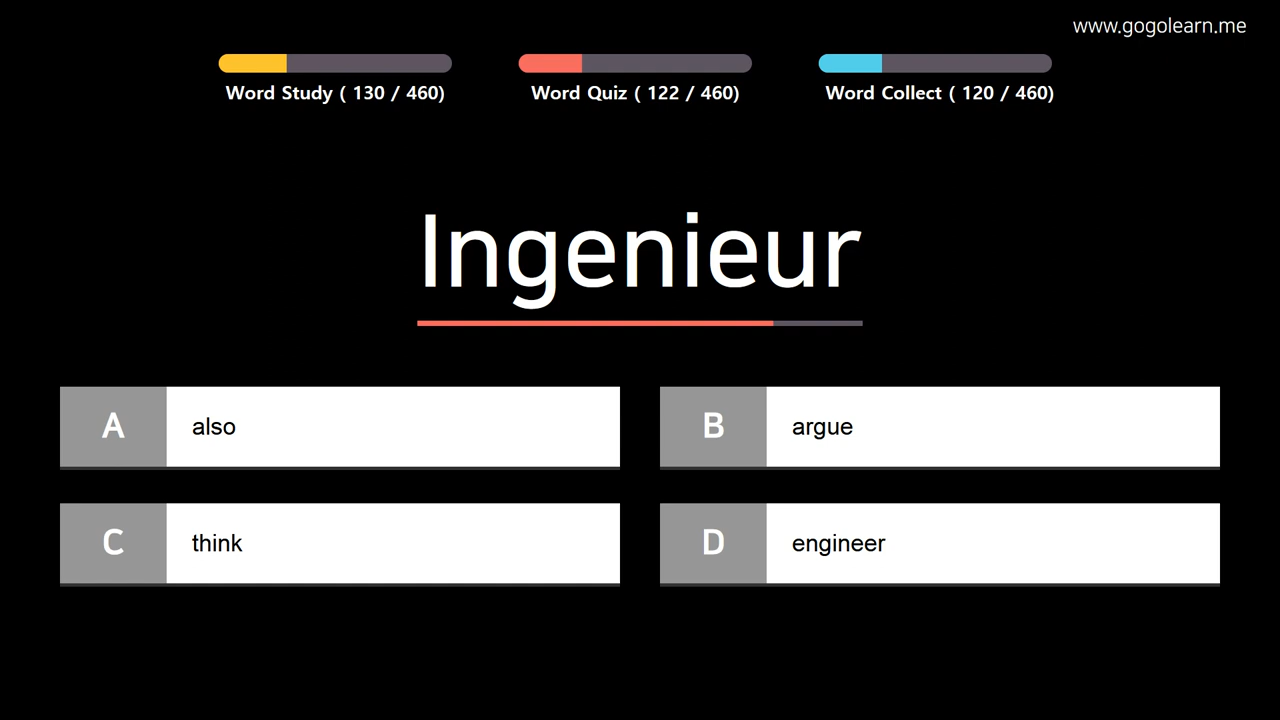 www.gogolearn.me
Word Study ( 130 / 460)
Word Quiz ( 122 / 460)
Word Collect ( 120 / 460)
Ingenieur
A also
B argue
C think
D engineer